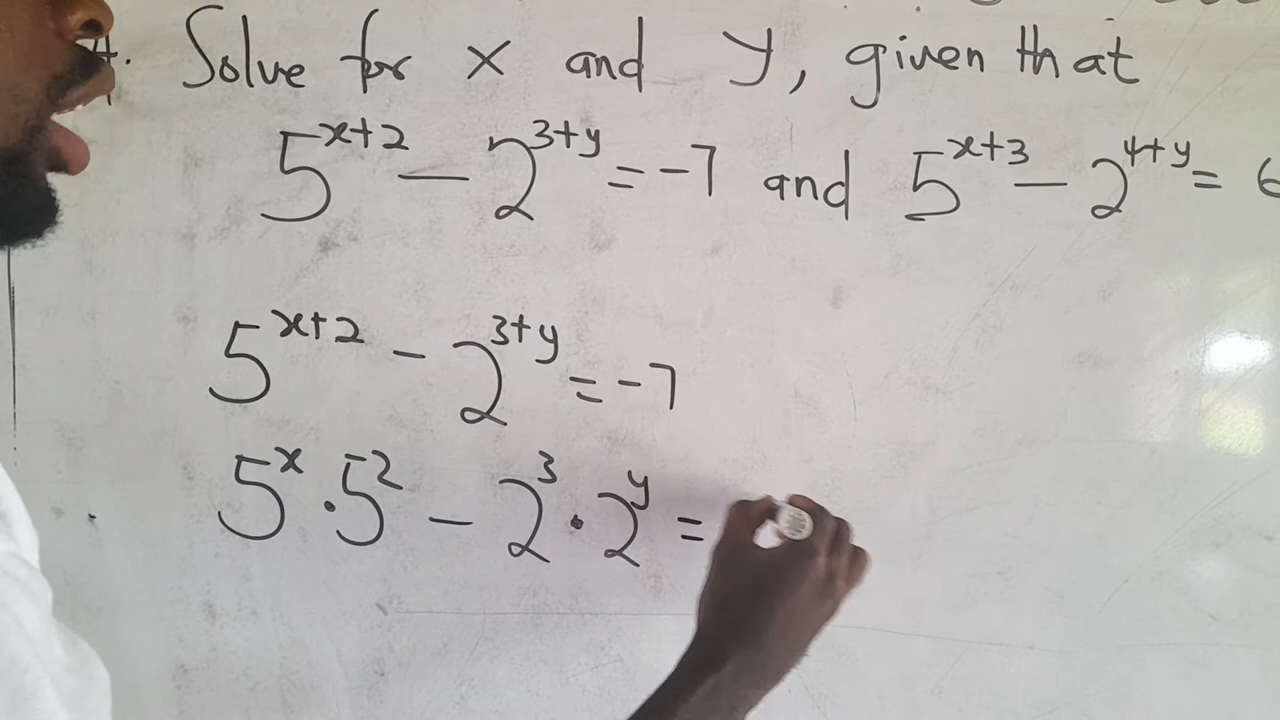 4. Solve for x and y, given that
5^{x+2} - 2^{3+y} = -7 and 5^{x+3} - 2^{4+y} = 6
5^{x+2} - 2^{3+y} = -7
5^x · 5^2 - 2^3 · 2^y =